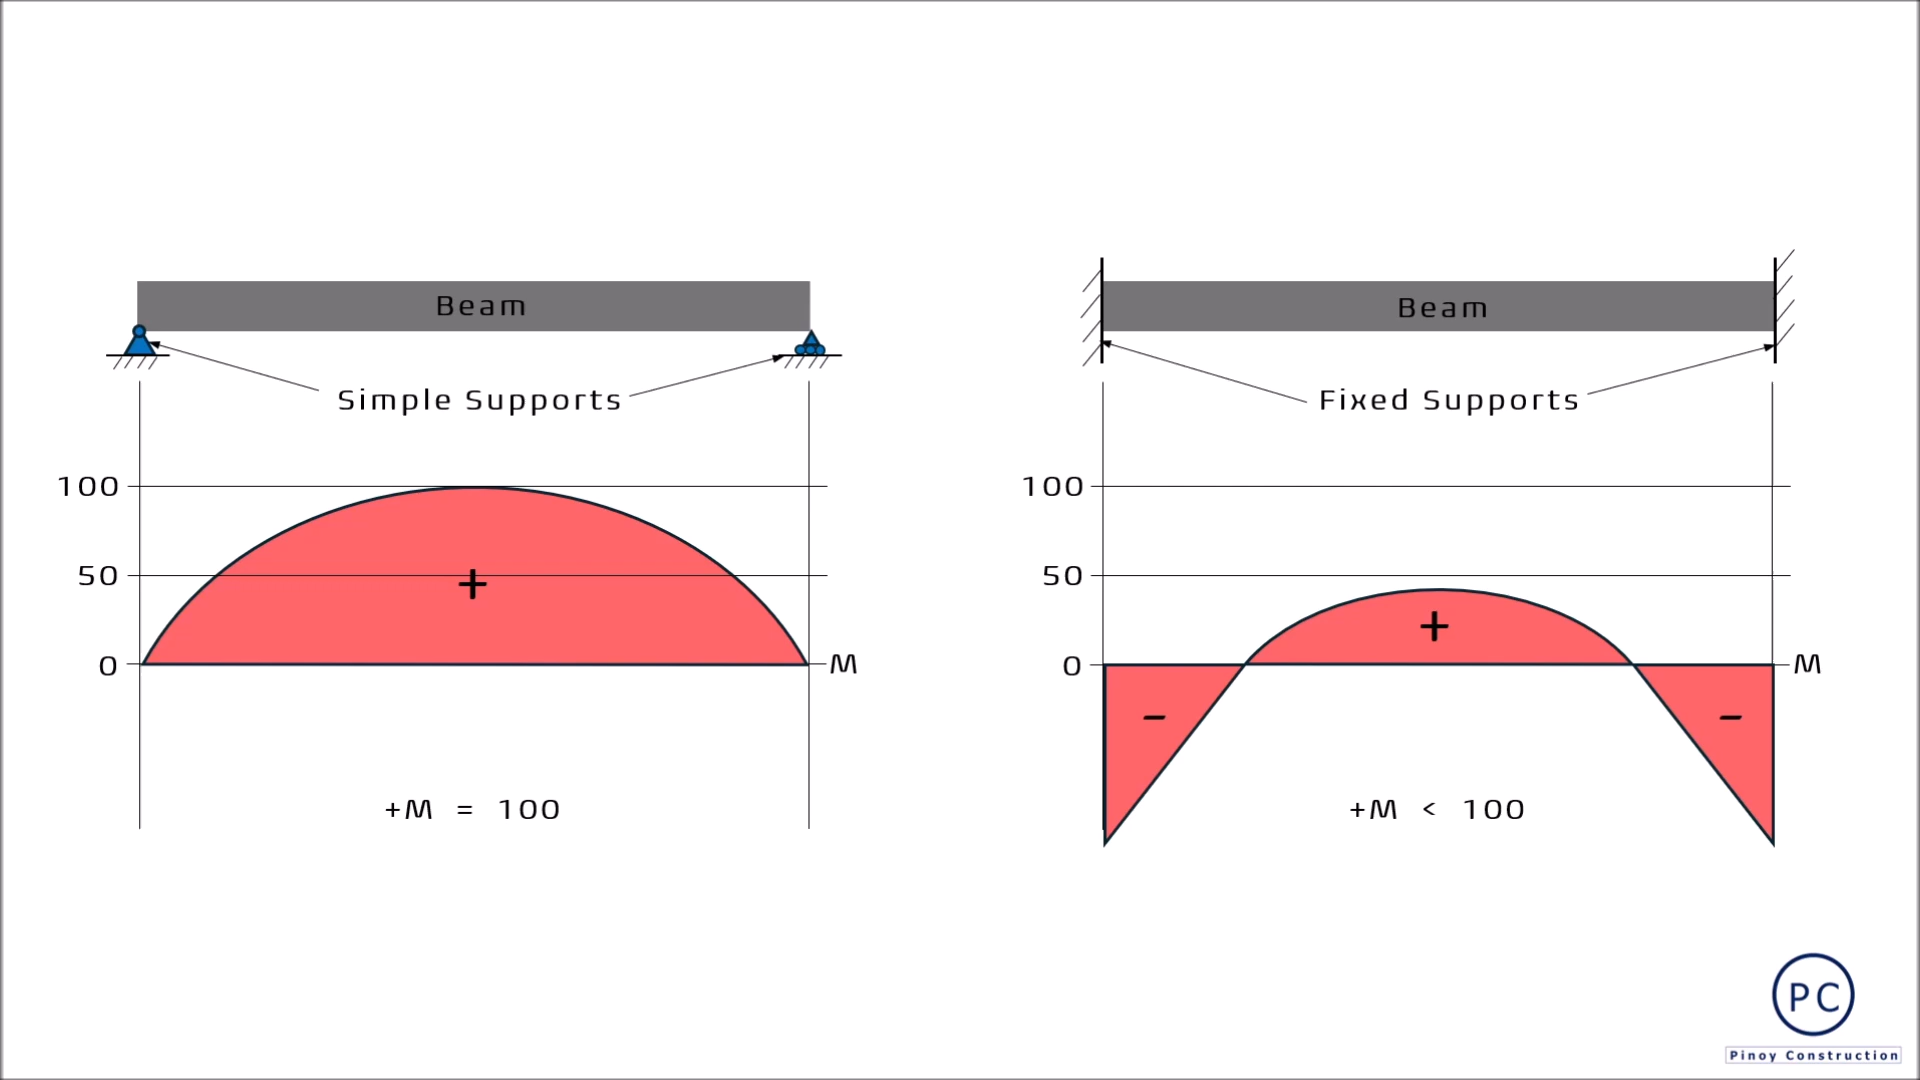 Beam
Simple Supports
100
50
+
0
M
+M = 100
Beam
Fixed Supports
100
50
+
0
M
- -
+M < 100
PC
Pinoy Construction